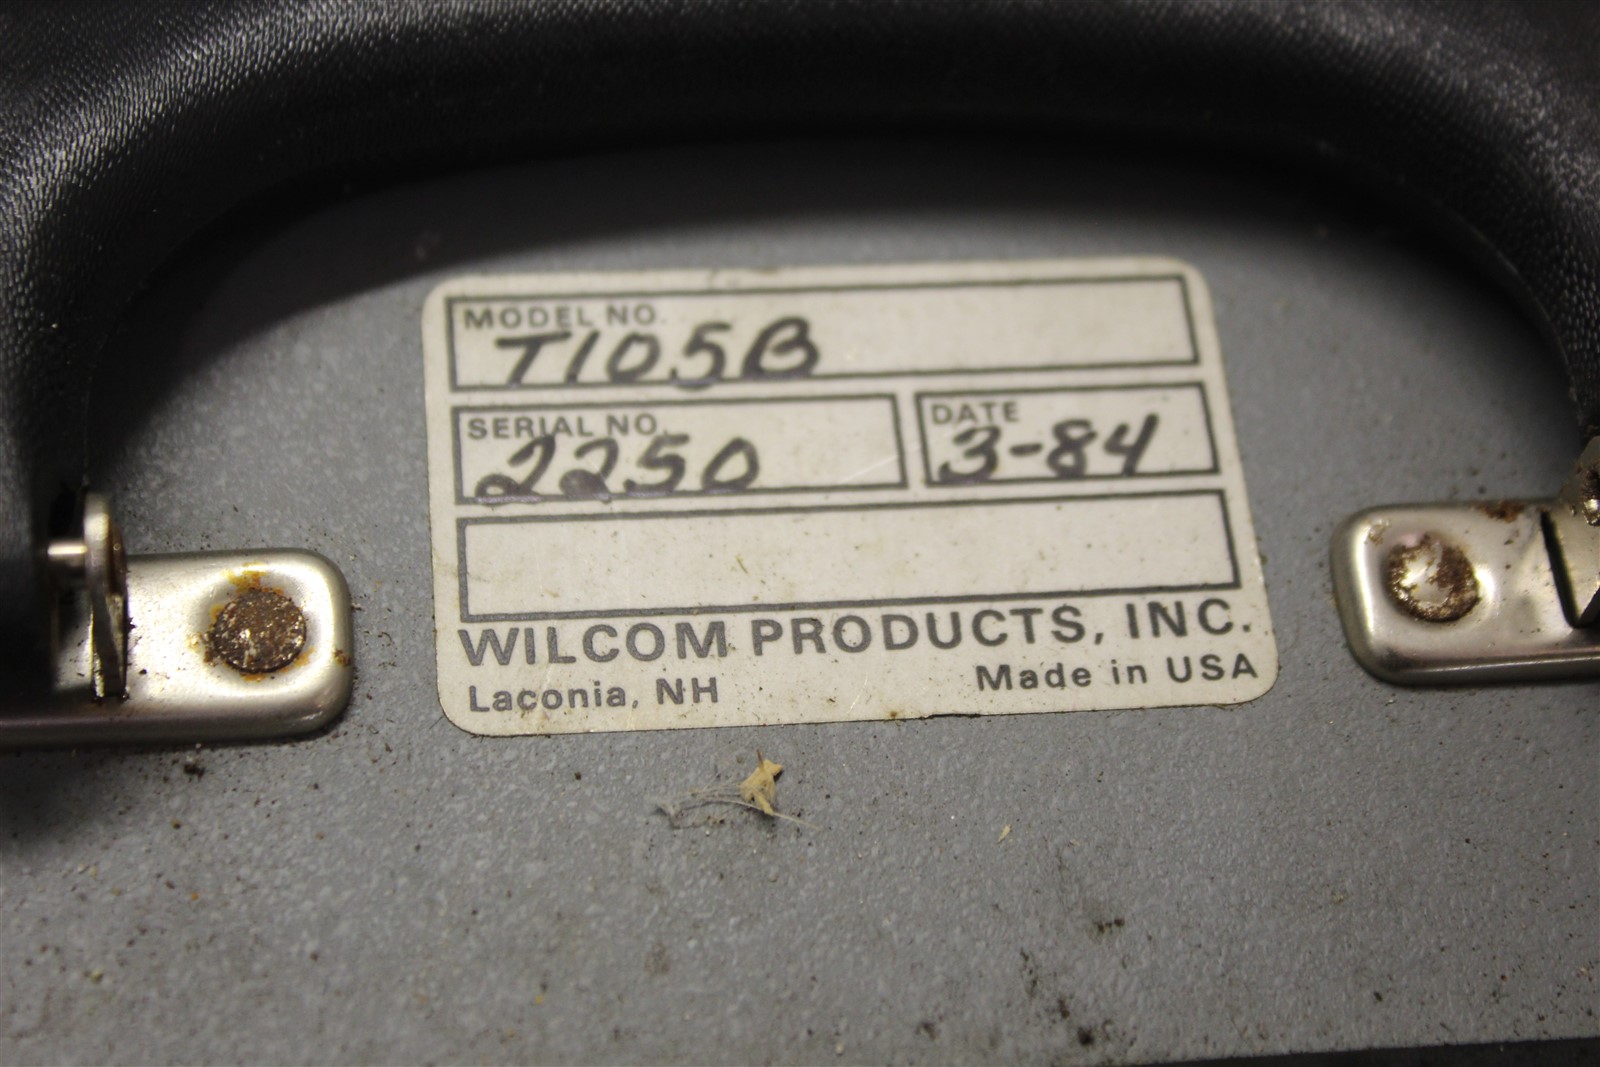 MODEL NO.
T105B
SERIAL NO. DATE
2250 3-84
WILCOM PRODUCTS, INC.
Laconia, NH Made in USA